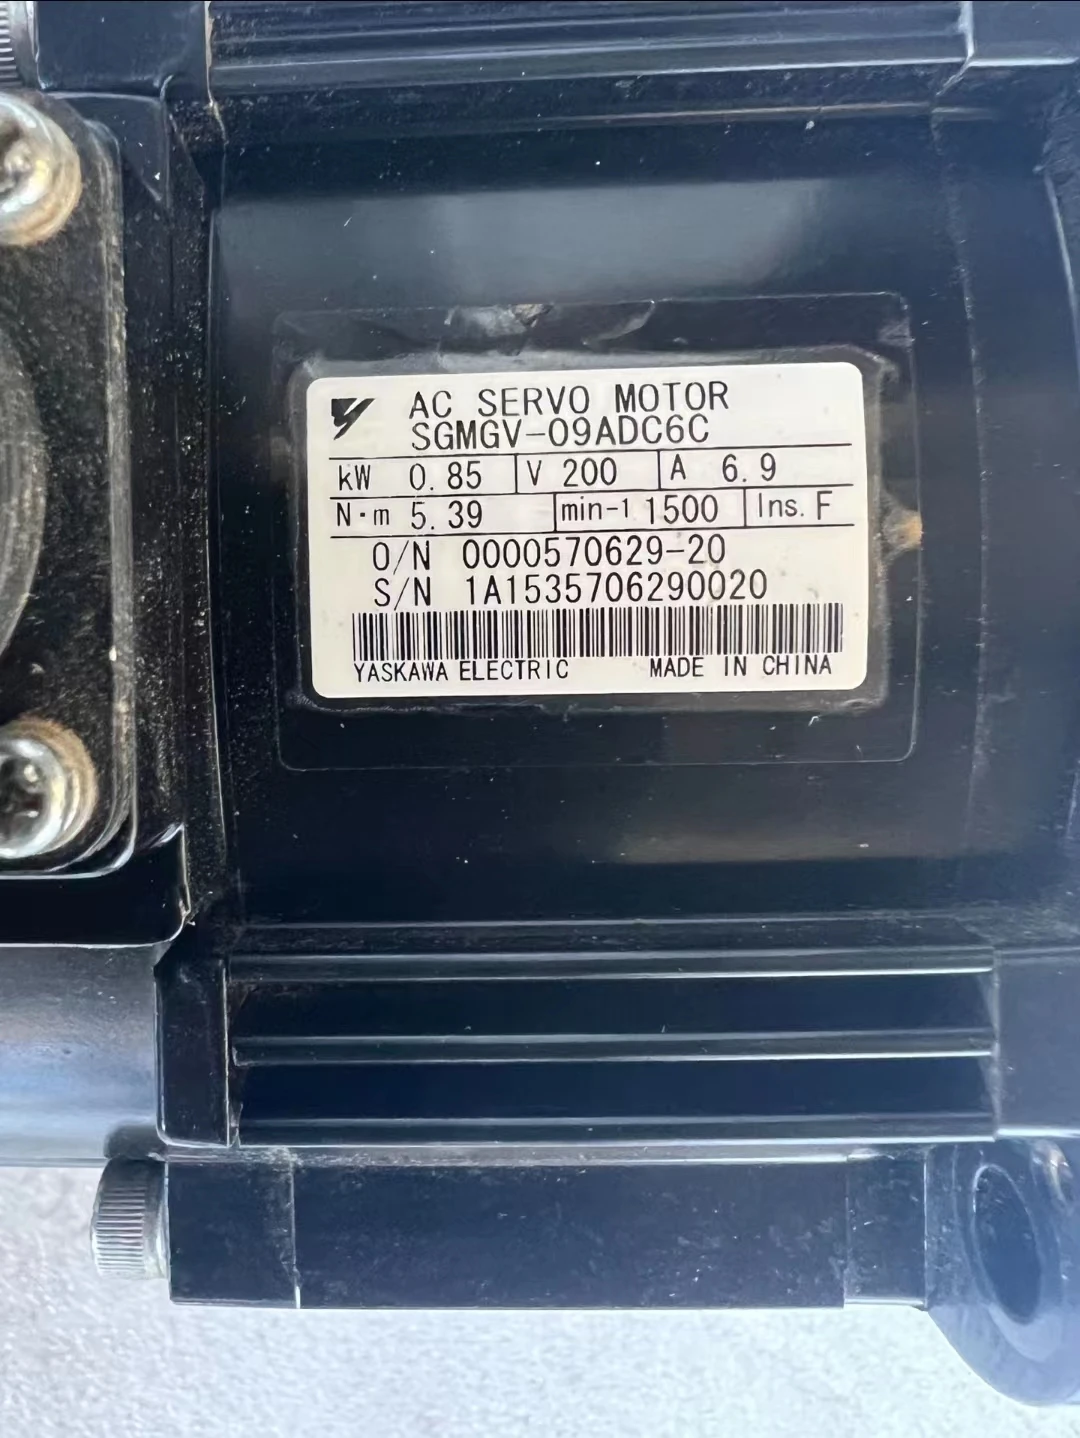 AC SERVO MOTOR
SGMGV-09ADC6C
kW 0.85 V 200 A 6.9
N·m 5.39 min-1 1500 Ins. F
O/N 0000570629-20
S/N 1A1535706290020
YASKAWA ELECTRIC MADE IN CHINA